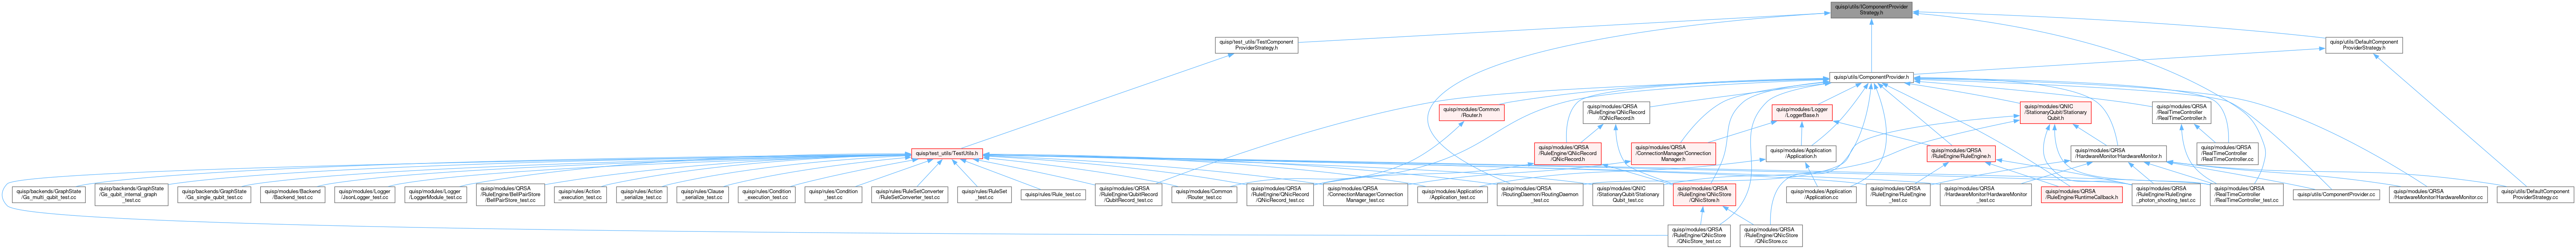 quisp/utils/IComponentProvider
Strategy.h
quisp/test_utils/TestComponent
ProviderStrategy.h
quisp/utils/DefaultComponent
ProviderStrategy.h
quisp/utils/ComponentProvider.h
quisp/modules/Common
/Router.h
quisp/modules/QRSA
/RuleEngine/QNicRecord
/IQNicRecord.h
quisp/modules/Logger
/LoggerBase.h
quisp/modules/QNIC
/StationaryQubit/Stationary
Qubit.h
quisp/modules/QRSA
/RealTimeController
/RealTimeController.h
quisp/test_utils/TestUtils.h
quisp/modules/QRSA
/RuleEngine/QNicRecord
/QNicRecord.h
quisp/modules/QRSA
/ConnectionManager/Connection
Manager.h
quisp/modules/Application
/Application.h
quisp/modules/QRSA
/RuleEngine/RuleEngine.h
quisp/modules/QRSA
/HardwareMonitor/HardwareMonitor.h
quisp/modules/QRSA
/RealTimeController
/RealTimeController.cc
quisp/backends/GraphState
/Gs_multi_qubit_test.cc
quisp/backends/GraphState
/Gs_qubit_internal_graph
_test.cc
quisp/backends/GraphState
/Gs_single_qubit_test.cc
quisp/modules/Backend
/Backend_test.cc
quisp/modules/Logger
/JsonLogger_test.cc
quisp/modules/Logger
/LoggerModule_test.cc
quisp/modules/QRSA
/RuleEngine/BellPairStore
/BellPairStore_test.cc
quisp/rules/Action
_execution_test.cc
quisp/rules/Action
_serialize_test.cc
quisp/rules/Clause
_serialize_test.cc
quisp/rules/Condition
_execution_test.cc
quisp/rules/Condition
_test.cc
quisp/rules/RuleSetConverter
/RuleSetConverter_test.cc
quisp/rules/RuleSet
_test.cc
quisp/rules/Rule_test.cc
quisp/modules/QRSA
/RuleEngine/QubitRecord
/QubitRecord_test.cc
quisp/modules/Common
/Router_test.cc
quisp/modules/QRSA
/RuleEngine/QNicRecord
/QNicRecord_test.cc
quisp/modules/QRSA
/ConnectionManager/Connection
Manager_test.cc
quisp/modules/Application
/Application_test.cc
quisp/modules/QRSA
/RoutingDaemon/RoutingDaemon
_test.cc
quisp/modules/QNIC
/StationaryQubit/Stationary
Qubit_test.cc
quisp/modules/QRSA
/RuleEngine/QNicStore
/QNicStore.h
quisp/modules/Application
/Application.cc
quisp/modules/QRSA
/RuleEngine/RuleEngine
_test.cc
quisp/modules/QRSA
/HardwareMonitor/HardwareMonitor
_test.cc
quisp/modules/QRSA
/RuleEngine/RuntimeCallback.h
quisp/modules/QRSA
/RuleEngine/RuleEngine
_photon_shooting_test.cc
quisp/modules/QRSA
/RealTimeController
/RealTimeController_test.cc
quisp/utils/ComponentProvider.cc
quisp/modules/QRSA
/HardwareMonitor/HardwareMonitor.cc
quisp/utils/DefaultComponent
ProviderStrategy.cc
quisp/modules/QRSA
/RuleEngine/QNicStore
/QNicStore_test.cc
quisp/modules/QRSA
/RuleEngine/QNicStore
/QNicStore.cc